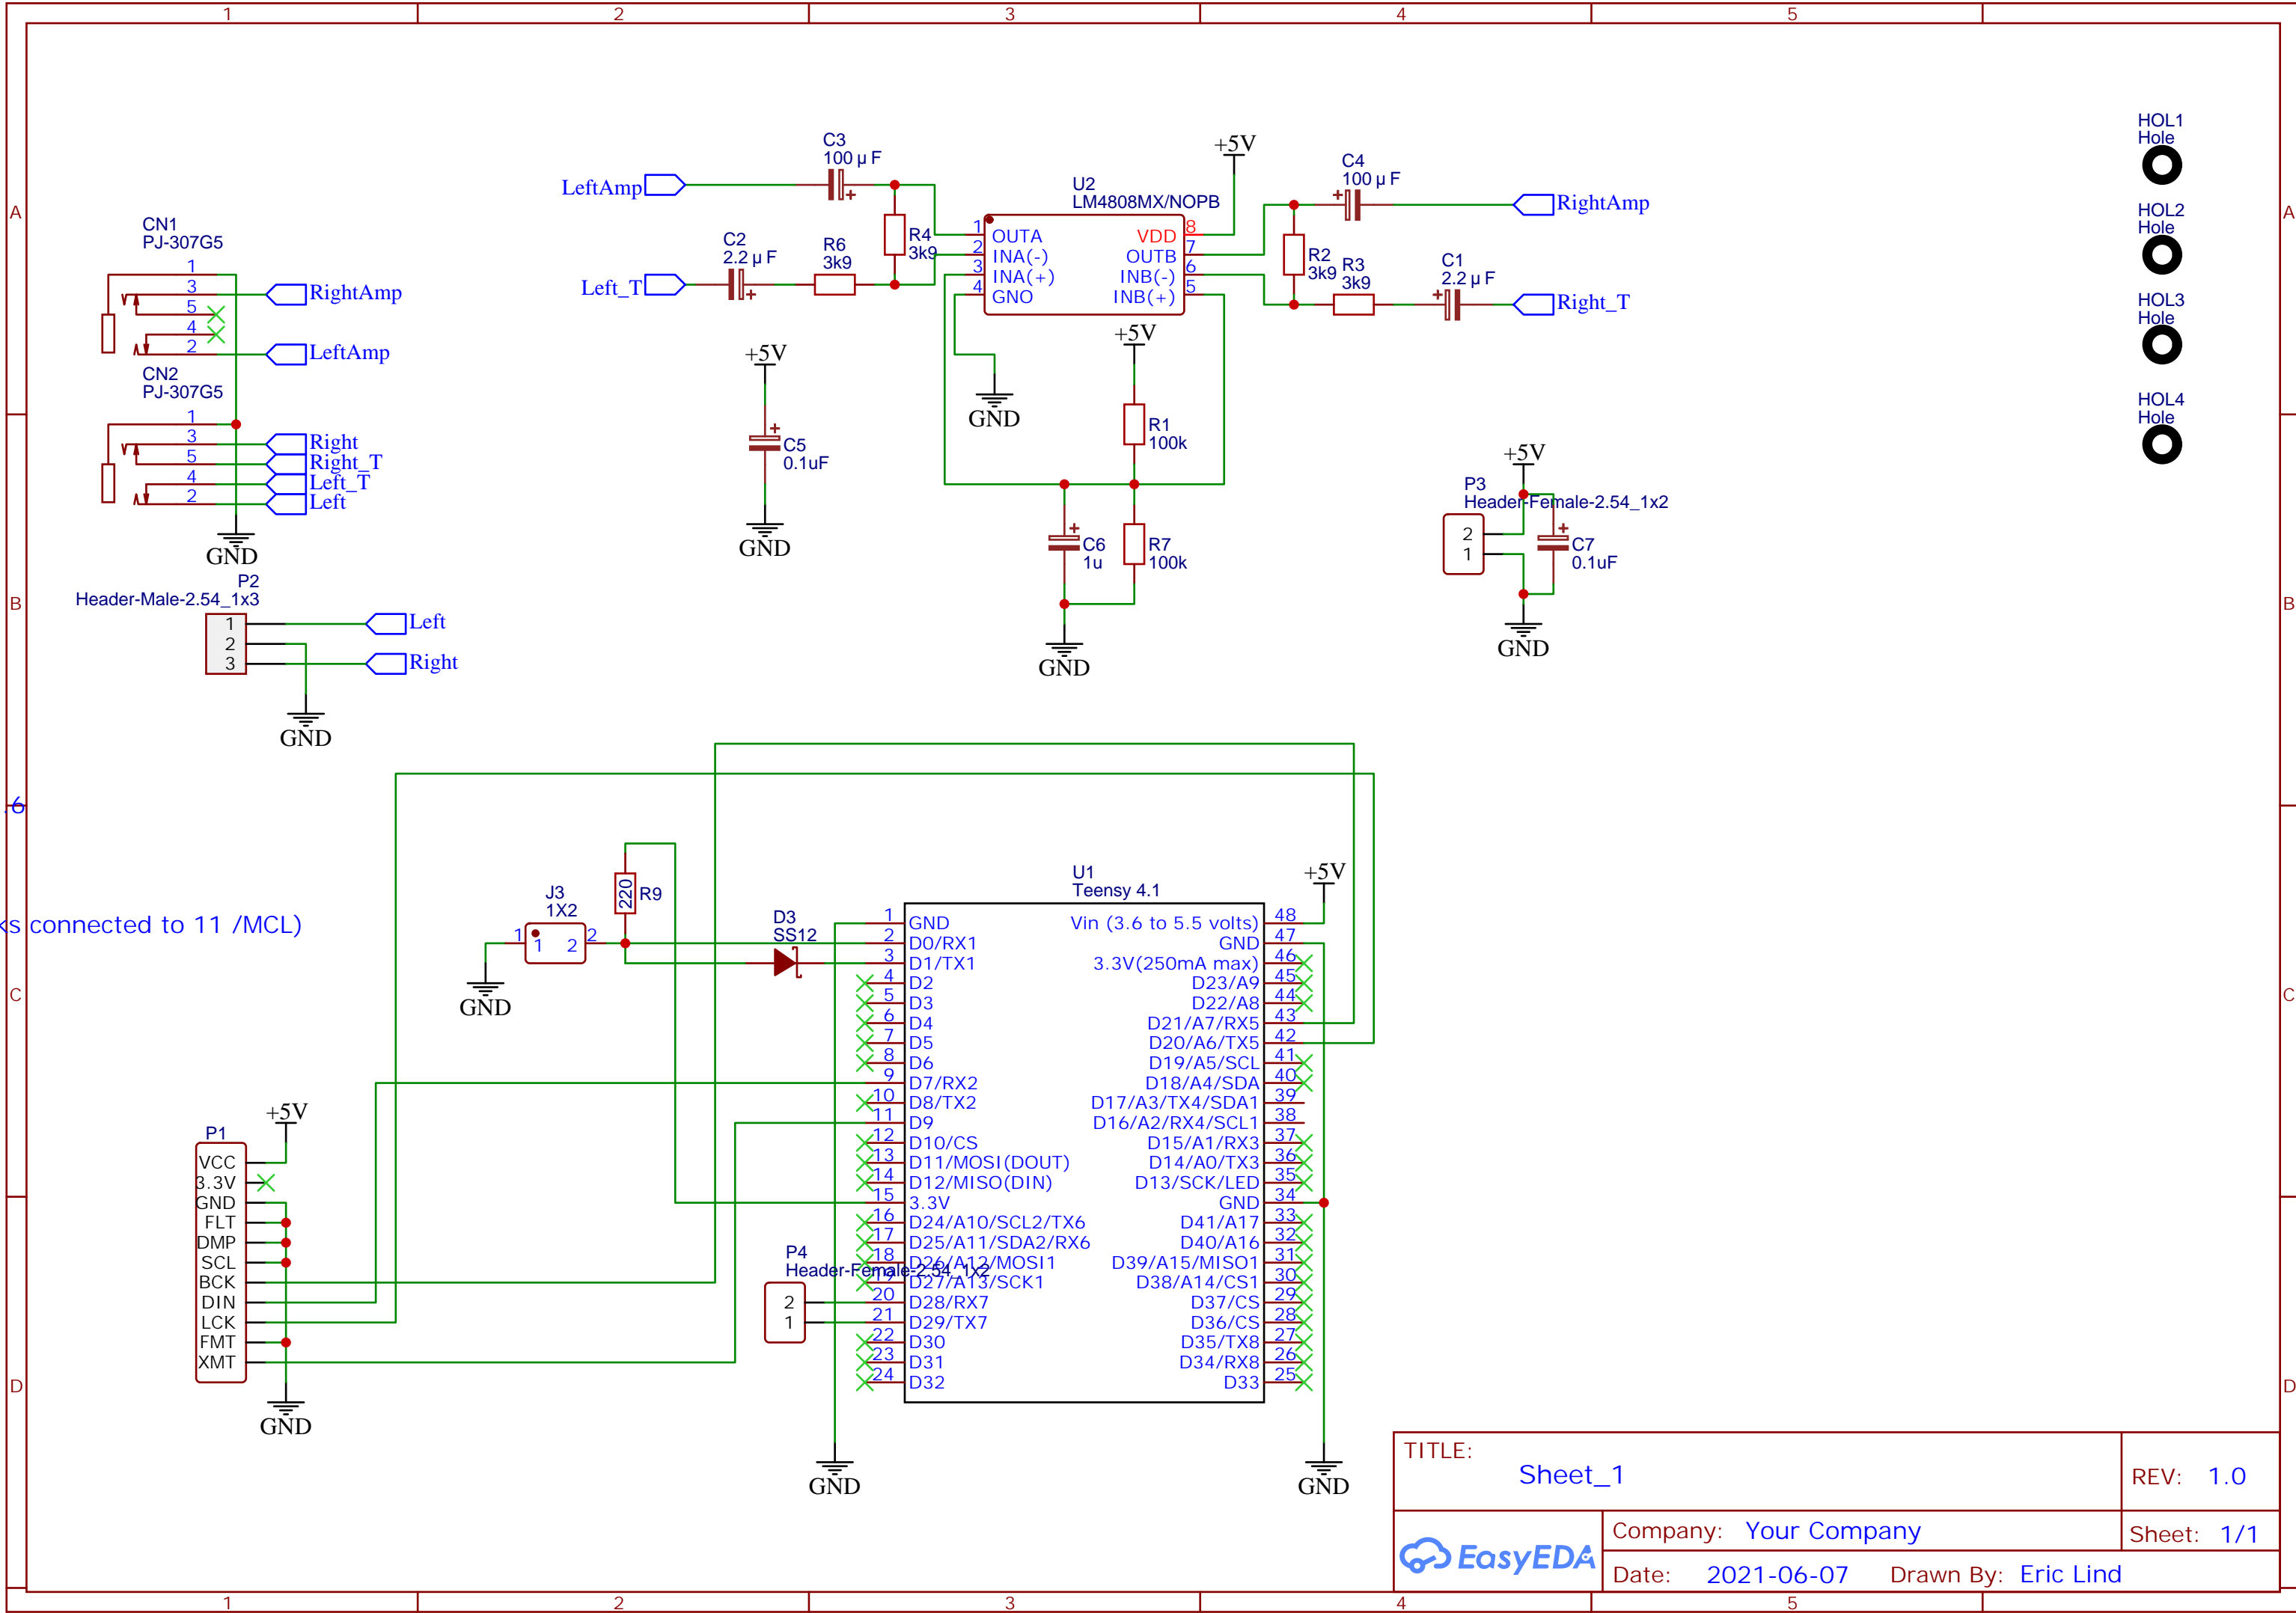 1
2
3
4
5
A
B
C
D
A
B
C
D
1
2
3
4
5
CN1
PJ-307G5
1
3
5
4
2
RightAmp
LeftAmp
CN2
PJ-307G5
1
3
5
4
2
Right
Right_T
Left_T
Left
GND
P2
Header-Male-2.54_1x3
1
2
3
Left
Right
GND
C3
100µF
LeftAmp
C2
2.2µF
Left_T
R6
3k9
R4
3k9
U2
LM4808MX/NOPB
1 OUTA
2 INA(-)
3 INA(+)
4 GNO
VDD 8
OUTB 7
INB(-) 6
INB(+) 5
+5V
GND
C4
100µF
RightAmp
R2
3k9
R3
3k9
C1
2.2µF
Right_T
+5V
C5
0.1uF
GND
+5V
R1
100k
C6
1u
R7
100k
GND
+5V
P3
Header-Female-2.54_1x2
2
1
C7
0.1uF
GND
HOL1
Hole
HOL2
Hole
HOL3
Hole
HOL4
Hole
.6
ks connected to 11 /MCL)
J3
1X2
1 1 2 2
GND
220 R9
D3
SS12
U1
Teensy 4.1
+5V
1 GND
2 D0/RX1
3 D1/TX1
4 D2
5 D3
6 D4
7 D5
8 D6
9 D7/RX2
10 D8/TX2
11 D9
12 D10/CS
13 D11/MOSI(DOUT)
14 D12/MISO(DIN)
15 3.3V
16 D24/A10/SCL2/TX6
17 D25/A11/SDA2/RX6
18 D26/A12/MOSI1
19 D27/A13/SCK1
20 D28/RX7
21 D29/TX7
22 D30
23 D31
24 D32
Vin (3.6 to 5.5 volts) 48
GND 47
3.3V(250mA max) 46
D23/A9 45
D22/A8 44
D21/A7/RX5 43
D20/A6/TX5 42
D19/A5/SCL 41
D18/A4/SDA 40
D17/A3/TX4/SDA1 39
D16/A2/RX4/SCL1 38
D15/A1/RX3 37
D14/A0/TX3 36
D13/SCK/LED 35
GND 34
D41/A17 33
D40/A16 32
D39/A15/MISO1 31
D38/A14/CS1 30
D37/CS 29
D36/CS 28
D35/TX8 27
D34/RX8 26
D33 25
GND
GND
P4
Header-Female-2.54_1x2
2
1
+5V
P1
VCC
3.3V
GND
FLT
DMP
SCL
BCK
DIN
LCK
FMT
XMT
GND
TITLE:
Sheet_1
REV: 1.0
EasyEDA
Company: Your Company
Sheet: 1/1
Date: 2021-06-07 Drawn By: Eric Lind